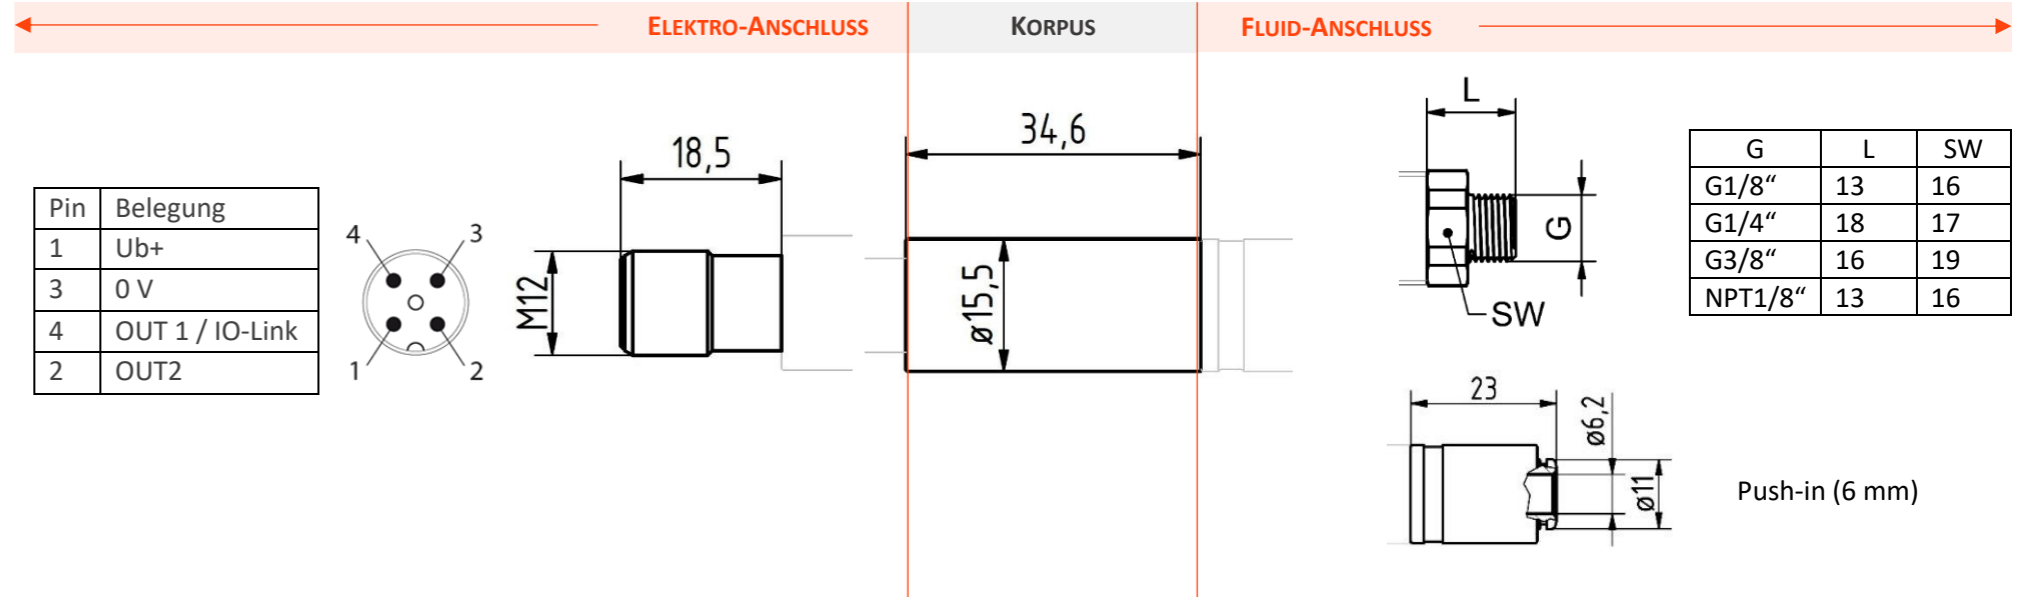 ELEKTRO-ANSCHLUSS KORPUS FLUID-ANSCHLUSS
Pin Belegung
1 Ub+
3 0 V
4 OUT 1 / IO-Link
2 OUT2
4 3
1 2
18,5
M12
34,6
ø15,5
L
G
SW
G L SW
G1/8“ 13 16
G1/4“ 18 17
G3/8“ 16 19
NPT1/8“ 13 16
23
ø6,2
ø11
Push-in (6 mm)